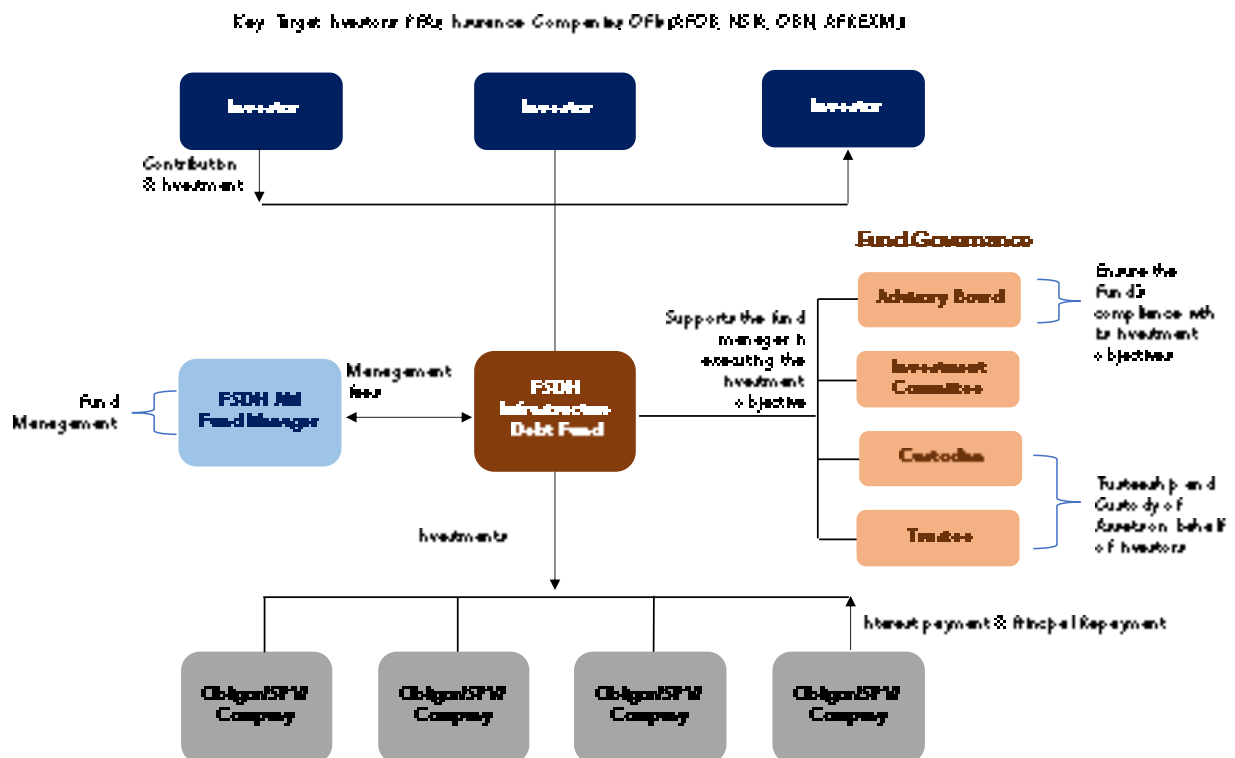 Key Target Investors: PFAs, Insurance Companies, DFIs (AFDB, NSIA, DBN, AFREXIM)
Investor
Investor
Investor
Contribution
& Investment
Fund Governance
Advisory Board
Ensure the
Fund's
compliance with
its Investment
objectives
Supports the fund
manager in
executing the
investment
objective
Investment
Committee
Management
fees
FSDH AM
Fund Manager
FSDH
Infrastructure
Debt Fund
Fund
Management
Custodian
Trustee
Trusteeship and
Custody of
Assets on behalf
of Investors
Investments
Interest payment & Principal Repayment
Obligor/SPV/
Company
Obligor/SPV/
Company
Obligor/SPV/
Company
Obligor/SPV/
Company